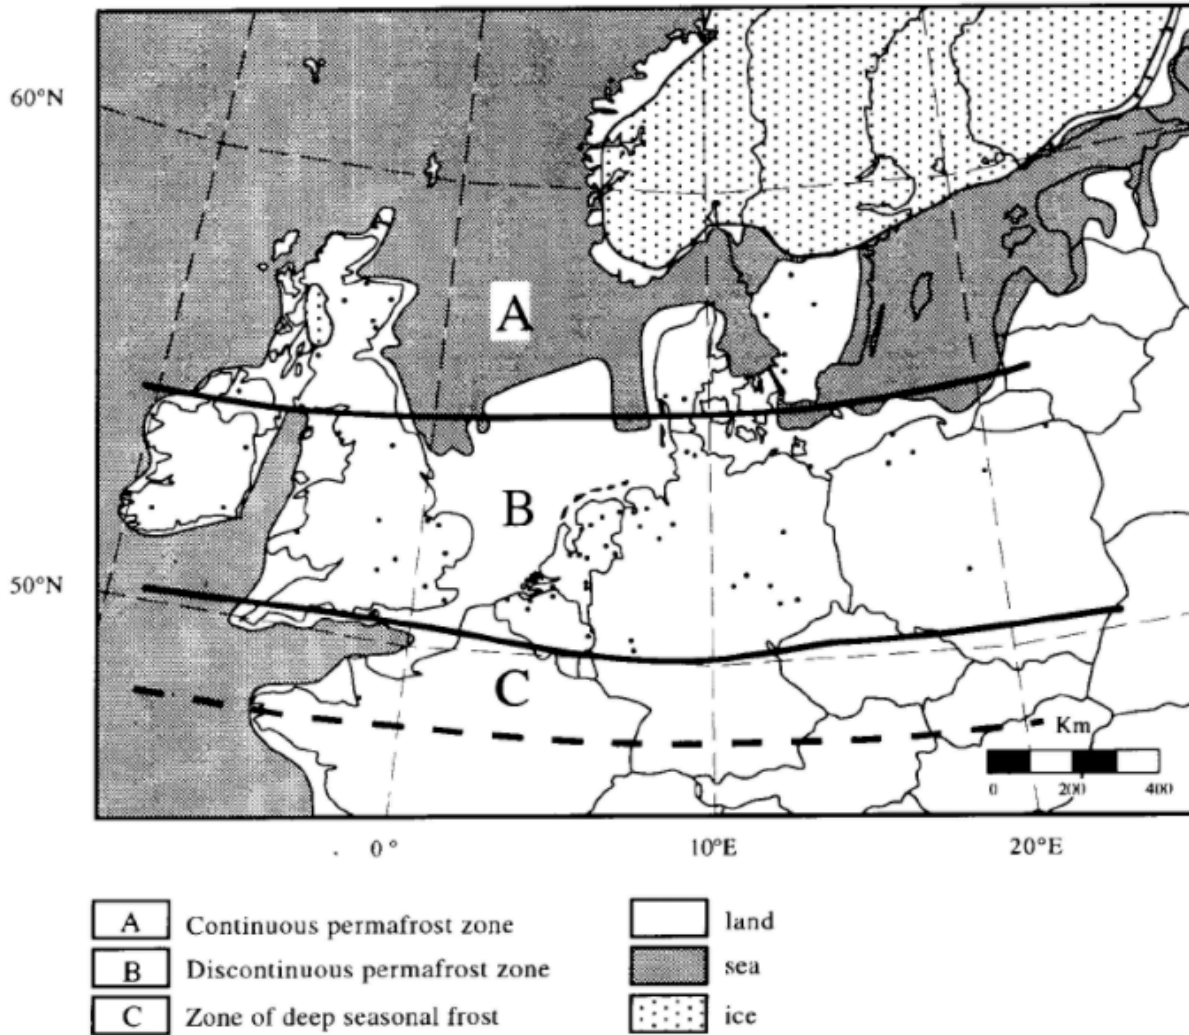 60°N
A
B
50°N
C
Km
0 200 400
0° 10°E 20°E
A Continuous permafrost zone land
B Discontinuous permafrost zone sea
C Zone of deep seasonal frost ice